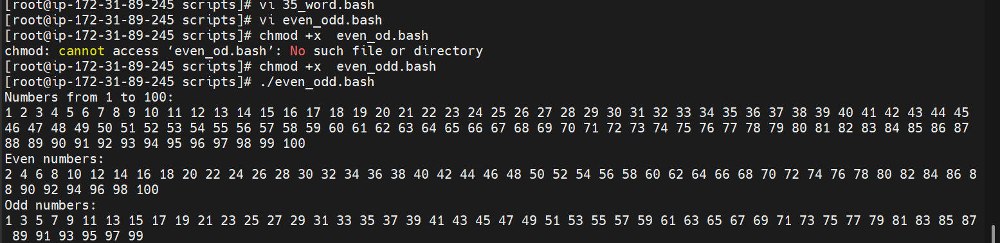 [root@ip-172-31-89-245 scripts]# vi 35_word.bash
[root@ip-172-31-89-245 scripts]# vi even_odd.bash
[root@ip-172-31-89-245 scripts]# chmod +x  even_od.bash
chmod: cannot access ‘even_od.bash’: No such file or directory
[root@ip-172-31-89-245 scripts]# chmod +x  even_odd.bash
[root@ip-172-31-89-245 scripts]# ./even_odd.bash
Numbers from 1 to 100:
1 2 3 4 5 6 7 8 9 10 11 12 13 14 15 16 17 18 19 20 21 22 23 24 25 26 27 28 29 30 31 32 33 34 35 36 37 38 39 40 41 42 43 44 45
46 47 48 49 50 51 52 53 54 55 56 57 58 59 60 61 62 63 64 65 66 67 68 69 70 71 72 73 74 75 76 77 78 79 80 81 82 83 84 85 86 87
88 89 90 91 92 93 94 95 96 97 98 99 100
Even numbers:
2 4 6 8 10 12 14 16 18 20 22 24 26 28 30 32 34 36 38 40 42 44 46 48 50 52 54 56 58 60 62 64 66 68 70 72 74 76 78 80 82 84 86 8
8 90 92 94 96 98 100
Odd numbers:
1 3 5 7 9 11 13 15 17 19 21 23 25 27 29 31 33 35 37 39 41 43 45 47 49 51 53 55 57 59 61 63 65 67 69 71 73 75 77 79 81 83 85 87
 89 91 93 95 97 99